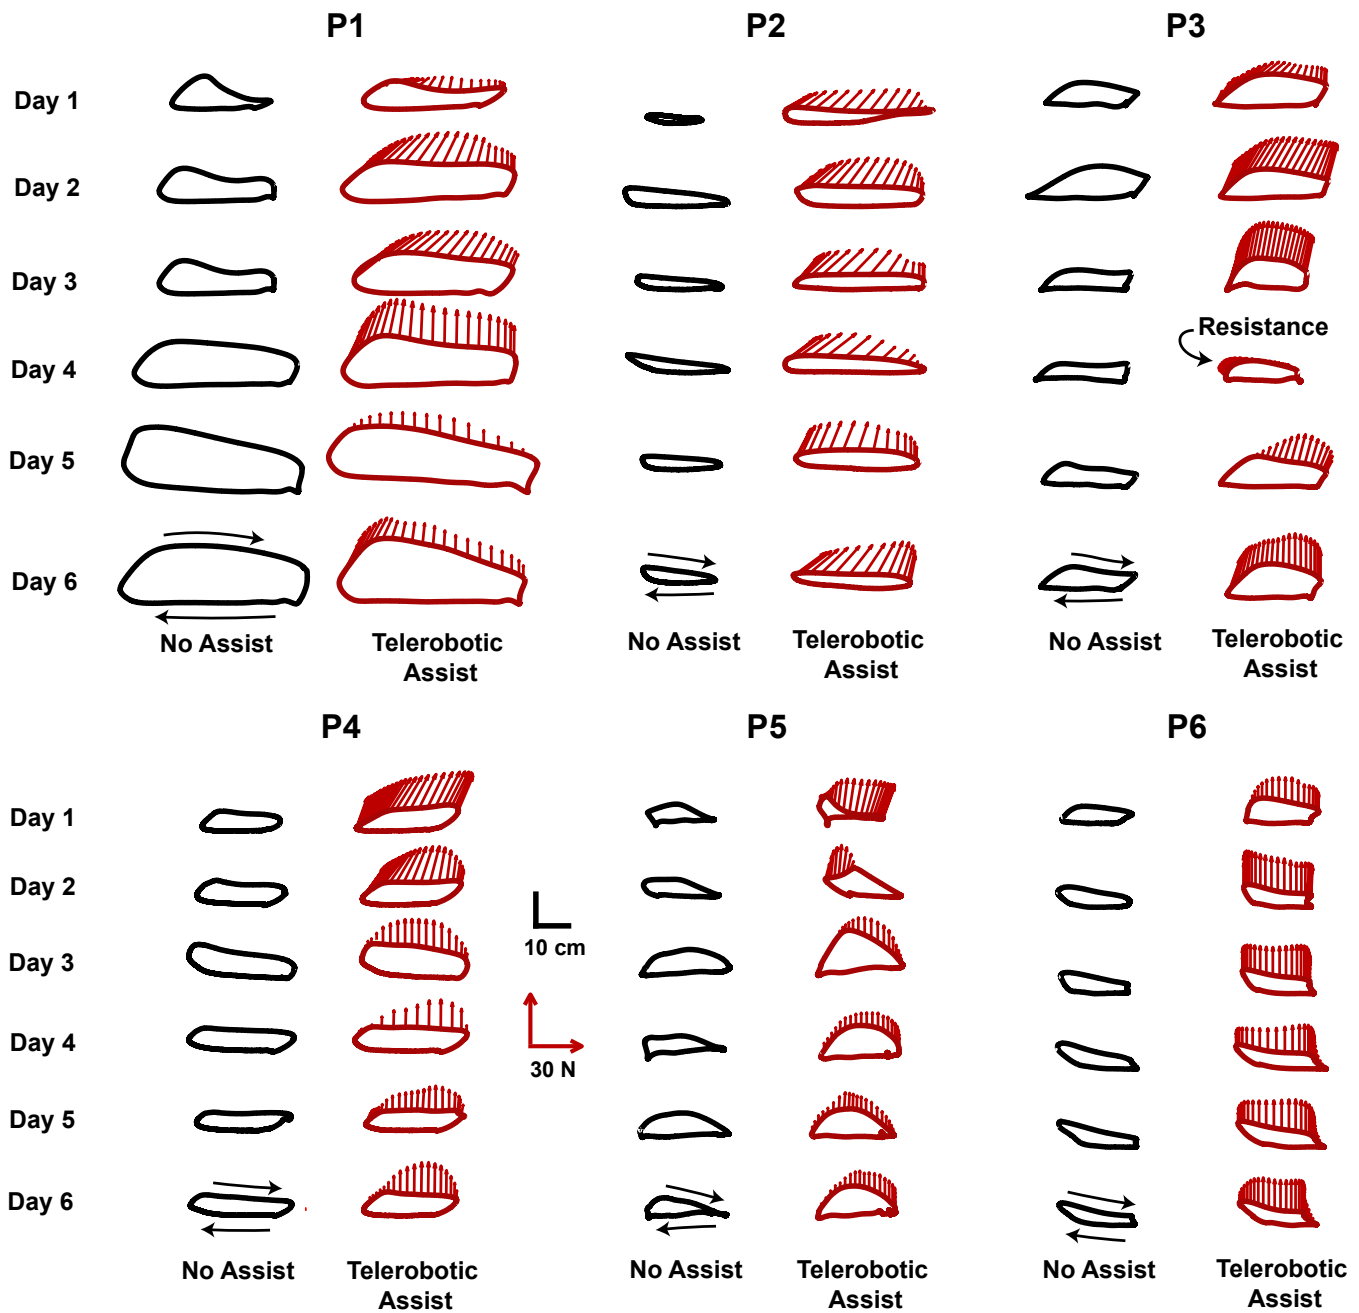 P1
P2
P3
Day 1
Day 2
Day 3
Day 4
Resistance
Day 5
Day 6
No Assist
Telerobotic
Assist
No Assist
Telerobotic
Assist
No Assist
Telerobotic
Assist
P4
P5
P6
Day 1
Day 2
10 cm
Day 3
Day 4
30 N
Day 5
Day 6
No Assist
Telerobotic
Assist
No Assist
Telerobotic
Assist
No Assist
Telerobotic
Assist